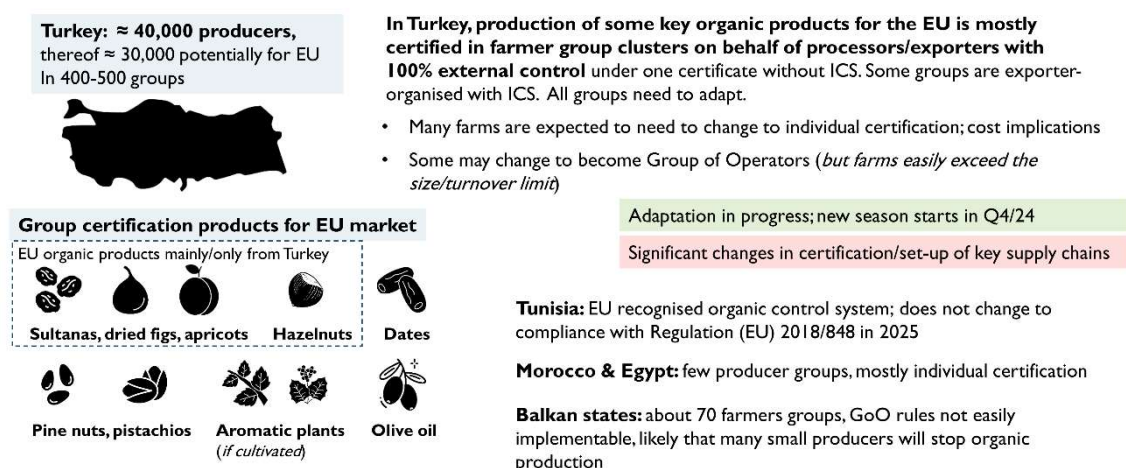 Turkey: ≈ 40,000 producers,
thereof ≈ 30,000 potentially for EU
In 400-500 groups
In Turkey, production of some key organic products for the EU is mostly
certified in farmer group clusters on behalf of processors/exporters with
100% external control under one certificate without ICS. Some groups are exporter-
organised with ICS. All groups need to adapt.
• Many farms are expected to need to change to individual certification; cost implications
• Some may change to become Group of Operators (but farms easily exceed the
size/turnover limit)
Adaptation in progress; new season starts in Q4/24
Significant changes in certification/set-up of key supply chains
Group certification products for EU market
EU organic products mainly/only from Turkey
Sultanas, dried figs, apricots
Hazelnuts
Dates
Pine nuts, pistachios
Aromatic plants
(if cultivated)
Olive oil
Tunisia: EU recognised organic control system; does not change to
compliance with Regulation (EU) 2018/848 in 2025
Morocco & Egypt: few producer groups, mostly individual certification
Balkan states: about 70 farmers groups, GoO rules not easily
implementable, likely that many small producers will stop organic
production